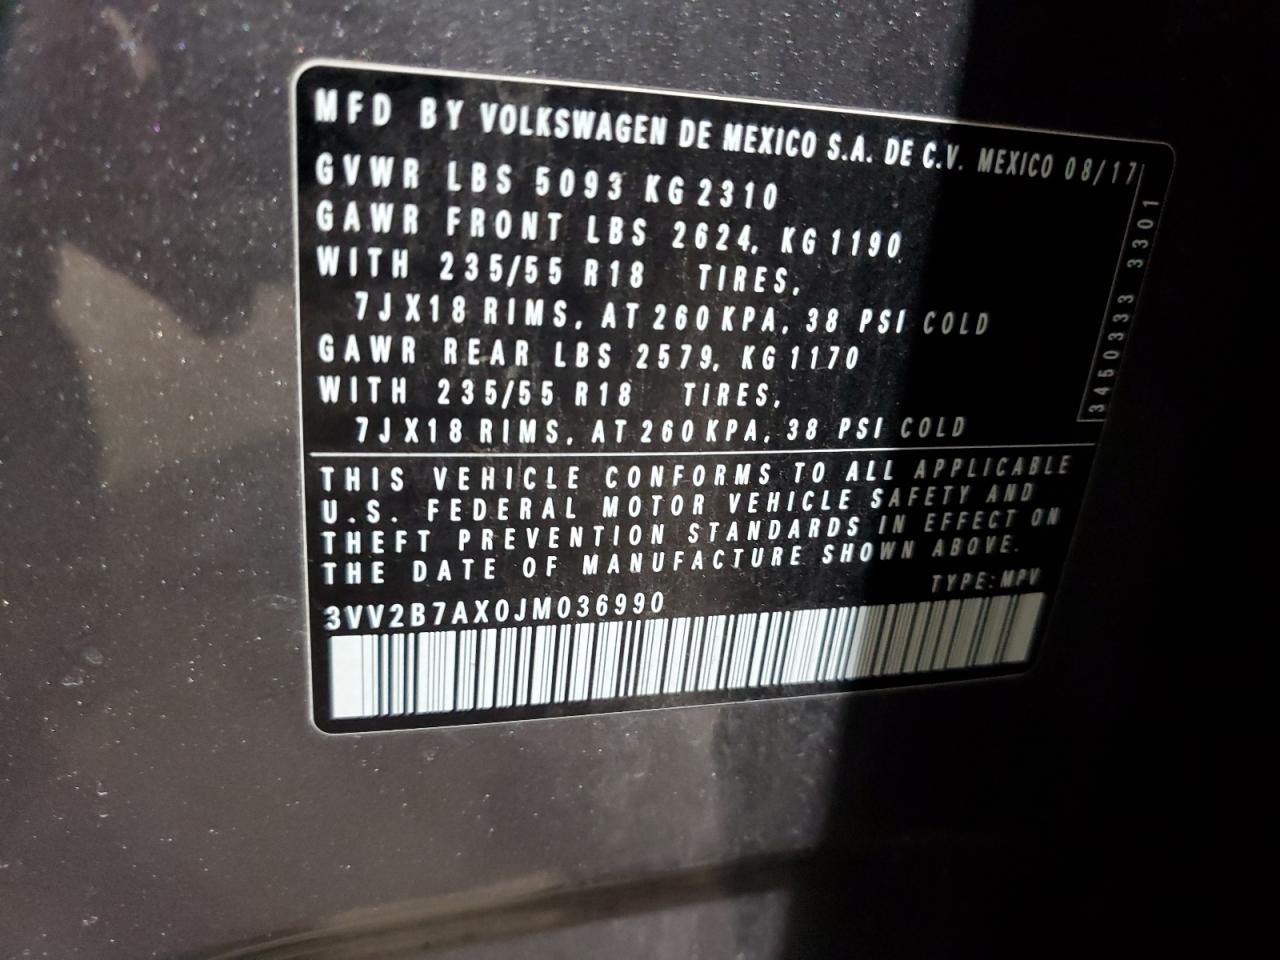 MFD BY VOLKSWAGEN DE MEXICO S.A. DE C.V. MEXICO 08/17
GVWR LBS 5093 KG 2310
GAWR FRONT LBS 2624, KG 1190
WITH 235/55 R18 TIRES,
7JX18 RIMS, AT 260 KPA, 38 PSI COLD
GAWR REAR LBS 2579, KG 1170
WITH 235/55 R18 TIRES,
7JX18 RIMS, AT 260 KPA, 38 PSI COLD
3450333 3301
THIS VEHICLE CONFORMS TO ALL APPLICABLE
U.S. FEDERAL MOTOR VEHICLE SAFETY AND
THEFT PREVENTION STANDARDS IN EFFECT ON
THE DATE OF MANUFACTURE SHOWN ABOVE.
TYPE: MPV
3VV2B7AX0JM036990